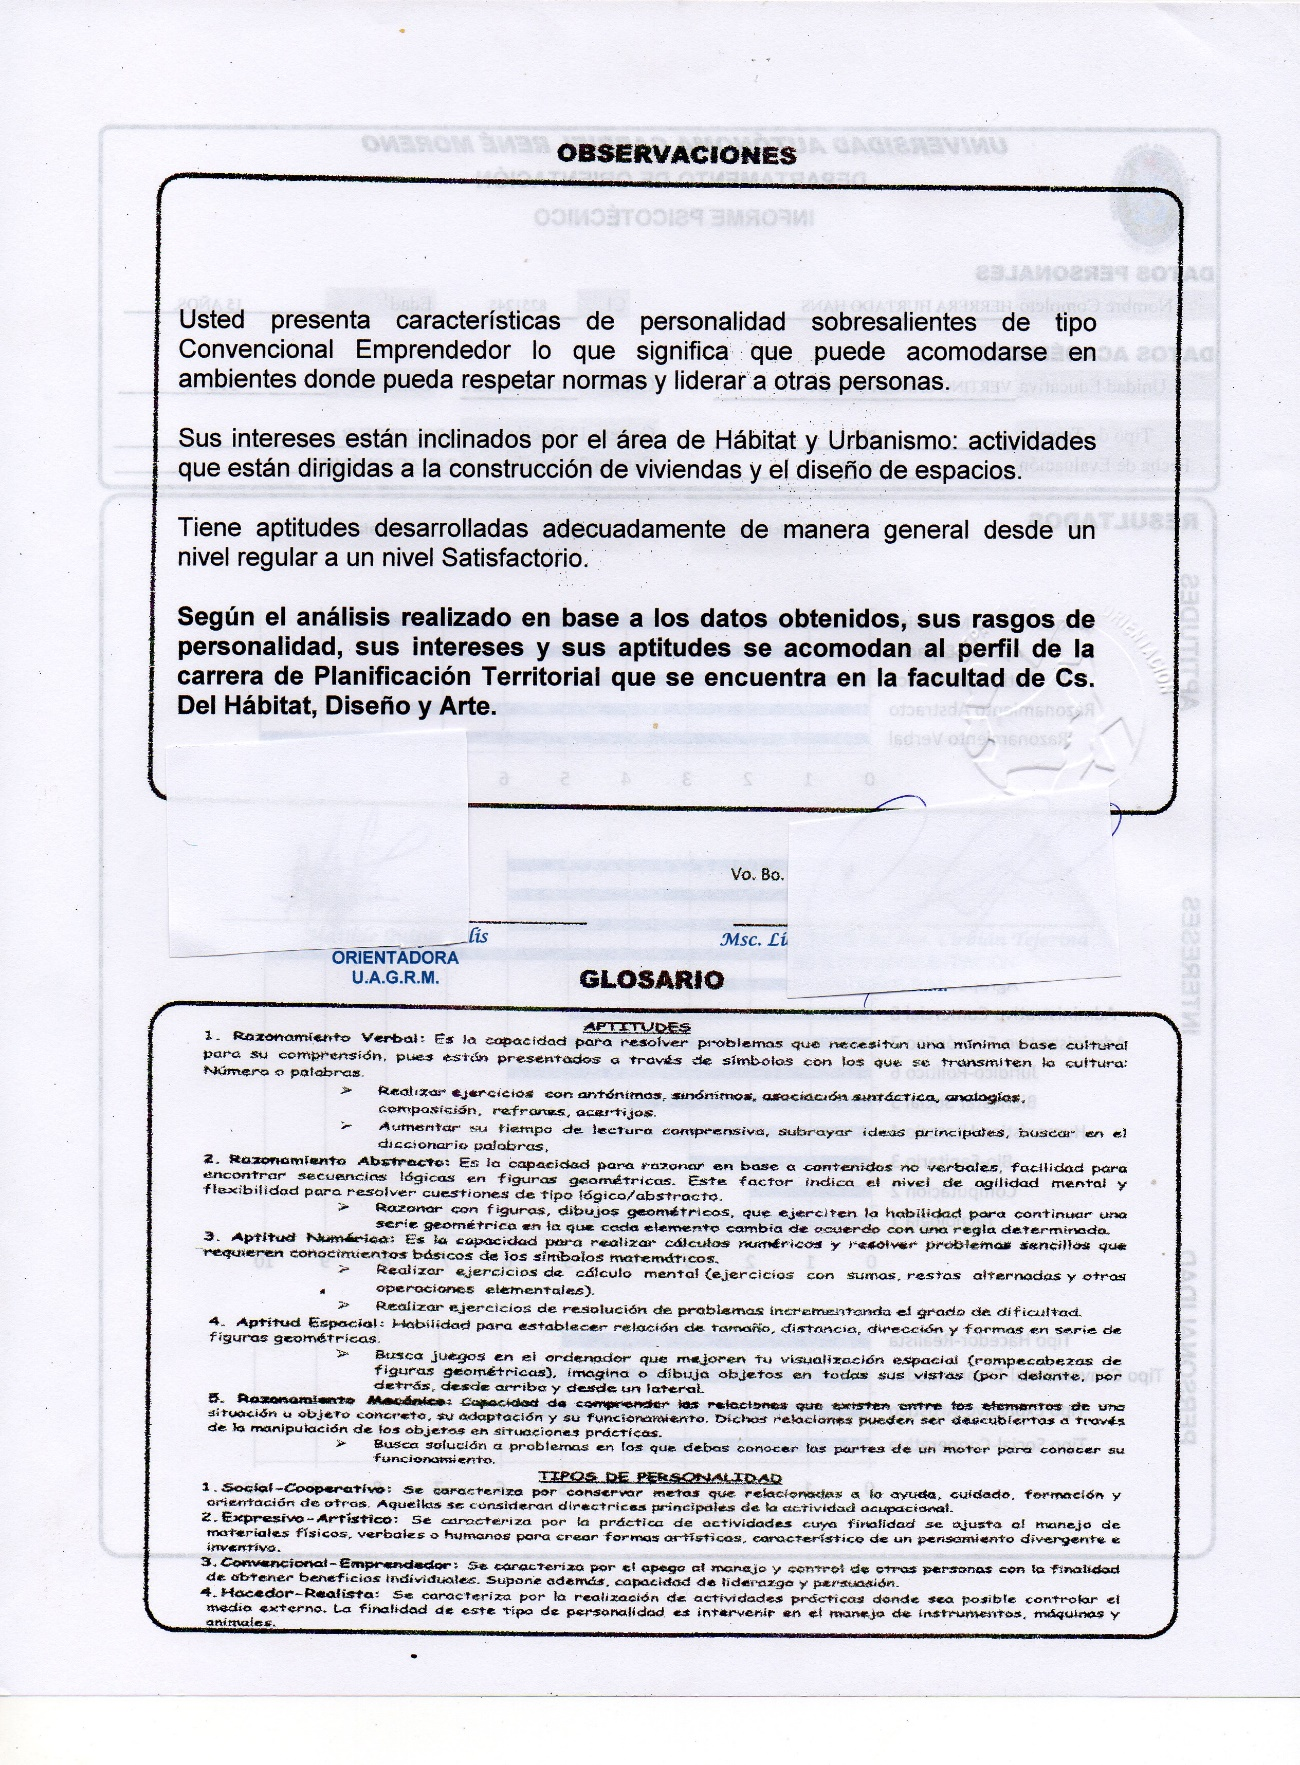 OBSERVACIONES
Usted presenta características de personalidad sobresalientes de tipo
Convencional Emprendedor lo que significa que puede acomodarse en
ambientes donde pueda respetar normas y liderar a otras personas.
Sus intereses están inclinados por el área de Hábitat y Urbanismo: actividades
que están dirigidas a la construcción de viviendas y el diseño de espacios.
Tiene aptitudes desarrolladas adecuadamente de manera general desde un
nivel regular a un nivel Satisfactorio.
Según el análisis realizado en base a los datos obtenidos, sus rasgos de
personalidad, sus intereses y sus aptitudes se acomodan al perfil de la
carrera de Planificación Territorial que se encuentra en la facultad de Cs.
Del Hábitat, Diseño y Arte.
ORIENTACIÓN
Vo. Bo.
lis
Msc. Li
ORIENTADORA
U.A.G.R.M.
GLOSARIO
APTITUDES
1. Razonamiento Verbal: Es la capacidad para resolver problemas que necesitan una mínima base cultural
para su comprensión, pues están presentados a través de símbolos con los que se transmiten la cultura:
Número o palabras.
➢ Realizar ejercicios con antónimos, sinónimos, asociación sintáctica, analogías,
composición, refranes, acertijos.
➢ Aumentar su tiempo de lectura comprensiva, subrayar ideas principales, buscar en el
diccionario palabras,
2. Razonamiento Abstracto: Es la capacidad para razonar en base a contenidos no verbales, facilidad para
encontrar secuencias lógicas en figuras geométricas. Este factor indica el nivel de agilidad mental y
flexibilidad para resolver cuestiones de tipo lógico/abstracto.
➢ Razonar con figuras, dibujos geométricos, que ejerciten la habilidad para continuar una
serie geométrica en la que cada elemento cambia de acuerdo con una regla determinada.
3. Aptitud Numérica: Es la capacidad para realizar cálculos numéricos y resolver problemas sencillos que
requieren conocimientos básicos de los símbolos matemáticos.
➢ Realizar ejercicios de cálculo mental (ejercicios con sumas, restas alternadas y otras
operaciones elementales).
➢ Realizar ejercicios de resolución de problemas incrementando el grado de dificultad.
4. Aptitud Espacial: Habilidad para establecer relación de tamaño, distancia, dirección y formas en serie de
figuras geométricas.
➢ Busca juegos en el ordenador que mejoren tu visualización espacial (rompecabezas de
figuras geométricas), imagina o dibuja objetos en todas sus vistas (por delante, por
detrás, desde arriba y desde un lateral.
5. Razonamiento Mecánico: Capacidad de comprender las relaciones que existen entre los elementos de una
situación u objeto concreto, su adaptación y su funcionamiento. Dichas relaciones pueden ser descubiertas a través
de la manipulación de los objetos en situaciones prácticas.
➢ Busca solución a problemas en los que debas conocer las partes de un motor para conocer su
funcionamiento.
TIPOS DE PERSONALIDAD
1. Social-Cooperativo: Se caracteriza por conservar metas que relacionadas a la ayuda, cuidado, formación y
orientación de otros. Aquellas se consideran directrices principales de la actividad ocupacional.
2. Expresivo-Artístico: Se caracteriza por la práctica de actividades cuya finalidad se ajusta al manejo de
materiales físicos, verbales o humanos para crear formas artísticas, característico de un pensamiento divergente e
inventivo.
3. Convencional-Emprendedor: Se caracteriza por el apego al manejo y control de otras personas con la finalidad
de obtener beneficios individuales. Supone además, capacidad de liderazgo y persuasión.
4. Hacedor-Realista: Se caracteriza por la realización de actividades prácticas donde sea posible controlar el
medio externo. La finalidad de este tipo de personalidad es intervenir en el manejo de instrumentos, máquinas y
animales.